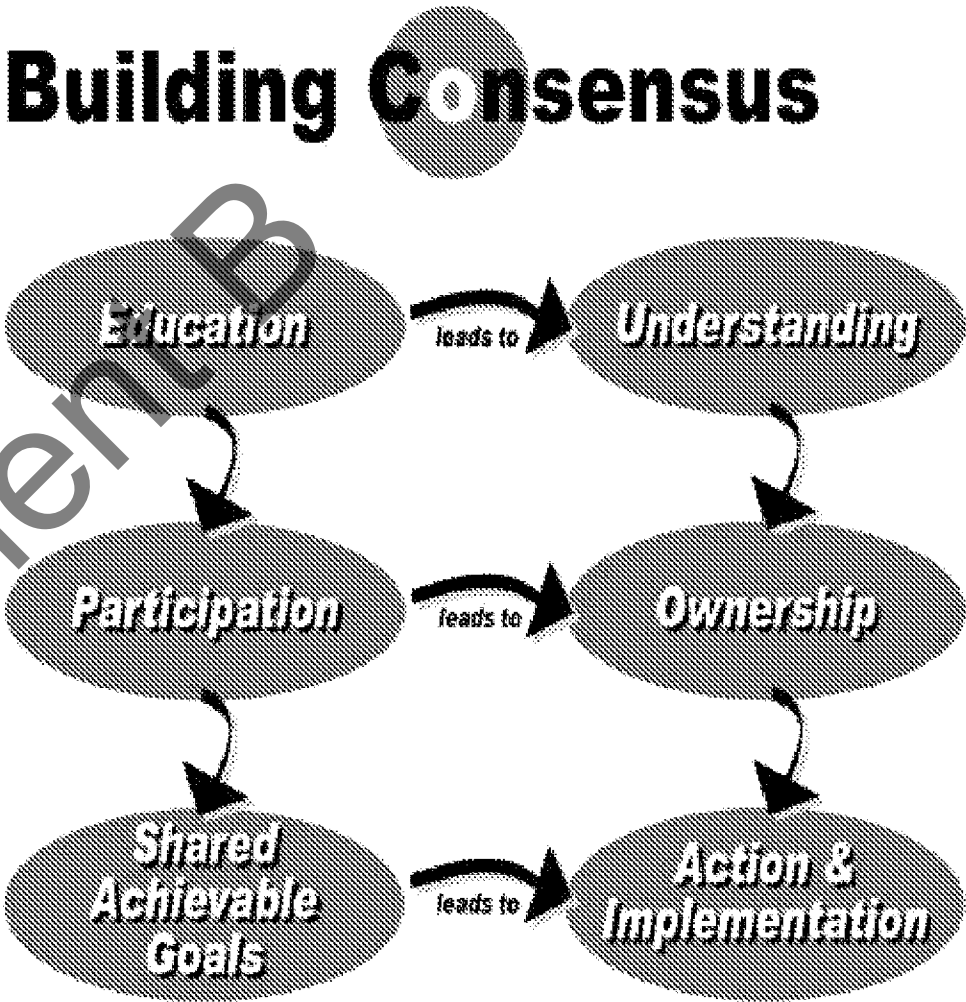 Building Consensus
Education
leads to
Understanding
Participation
leads to
Ownership
Shared
Achievable
Goals
leads to
Action &
Implementation
B